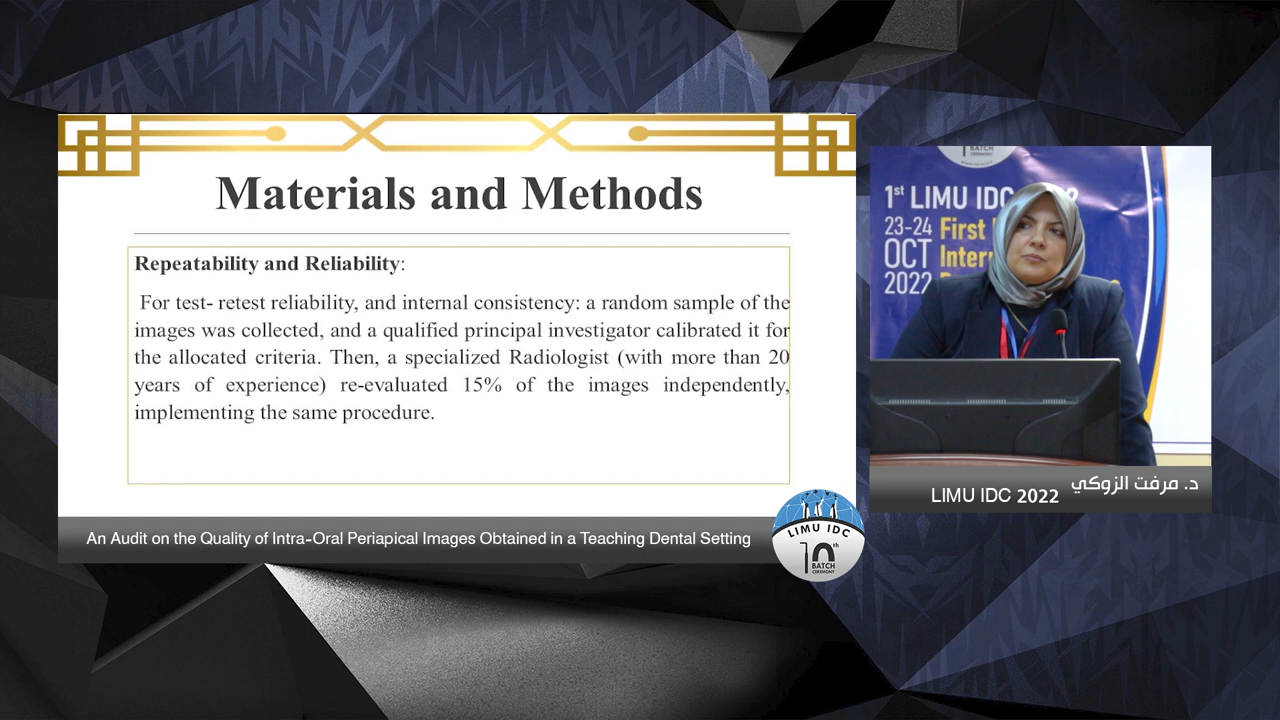 Materials and Methods
Repeatability and Reliability:
For test- retest reliability, and internal consistency: a random sample of the
images was collected, and a qualified principal investigator calibrated it for
the allocated criteria. Then, a specialized Radiologist (with more than 20
years of experience) re-evaluated 15% of the images independently,
implementing the same procedure.
An Audit on the Quality of Intra-Oral Periapical Images Obtained in a Teaching Dental Setting
LIMU IDC
10th
BATCH
CEREMONY
BATCH
CEREMONY
1st LIMU IDC
23-24
OCT
2022
First
د. مرفت الزوكي
LIMU IDC 2022